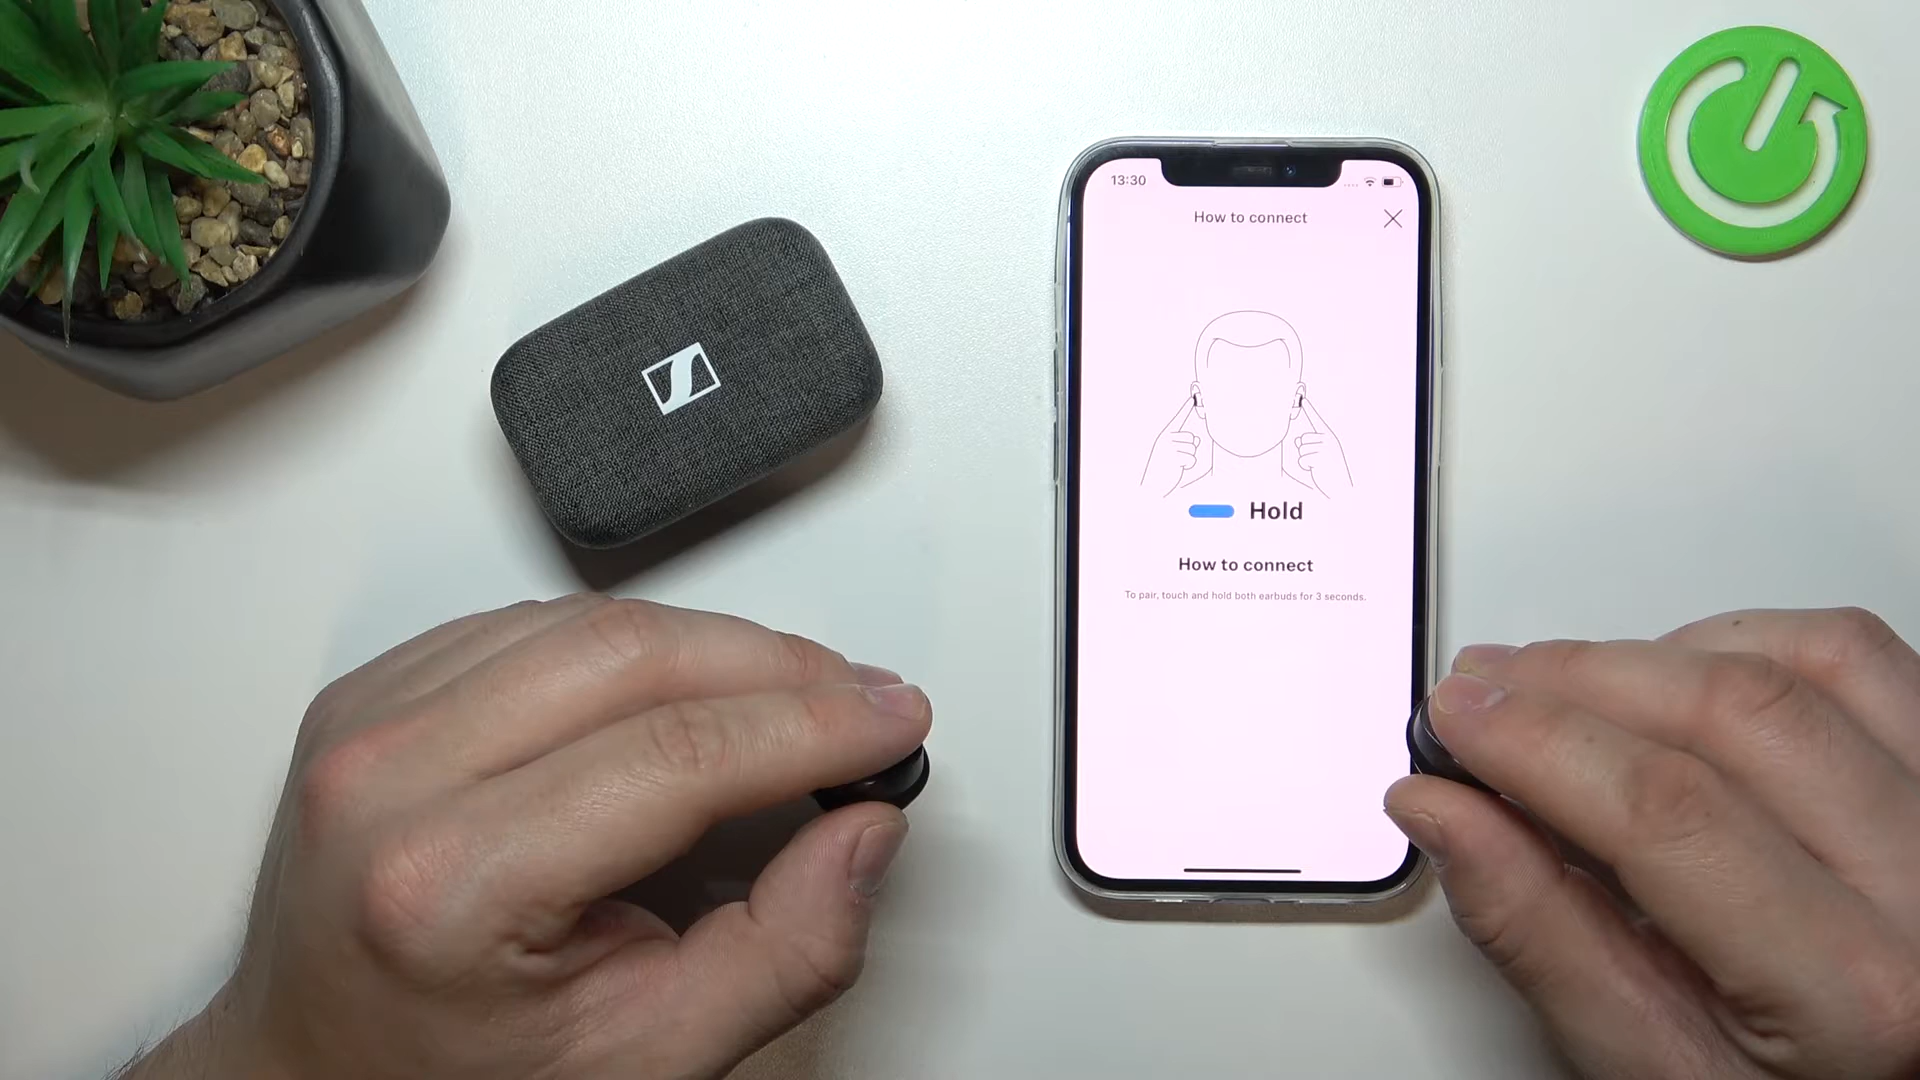 13:30
How to connect
Hold
How to connect
To pair, touch and hold both earbuds for 3 seconds.